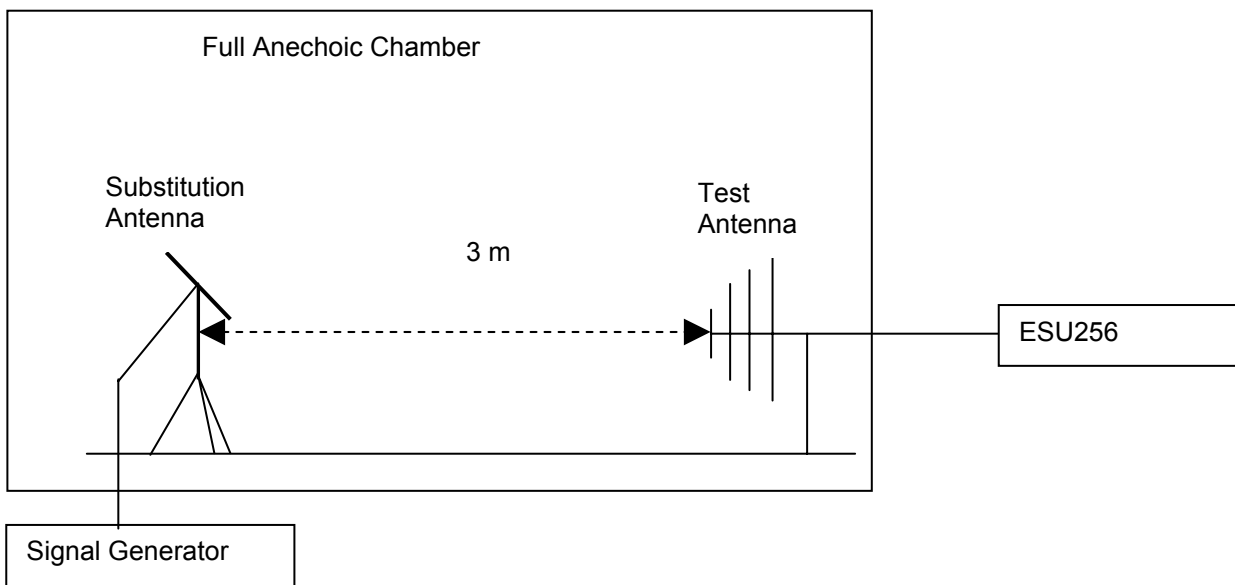 Full Anechoic Chamber
Substitution
Antenna
Test
Antenna
3 m
ESU256
Signal Generator